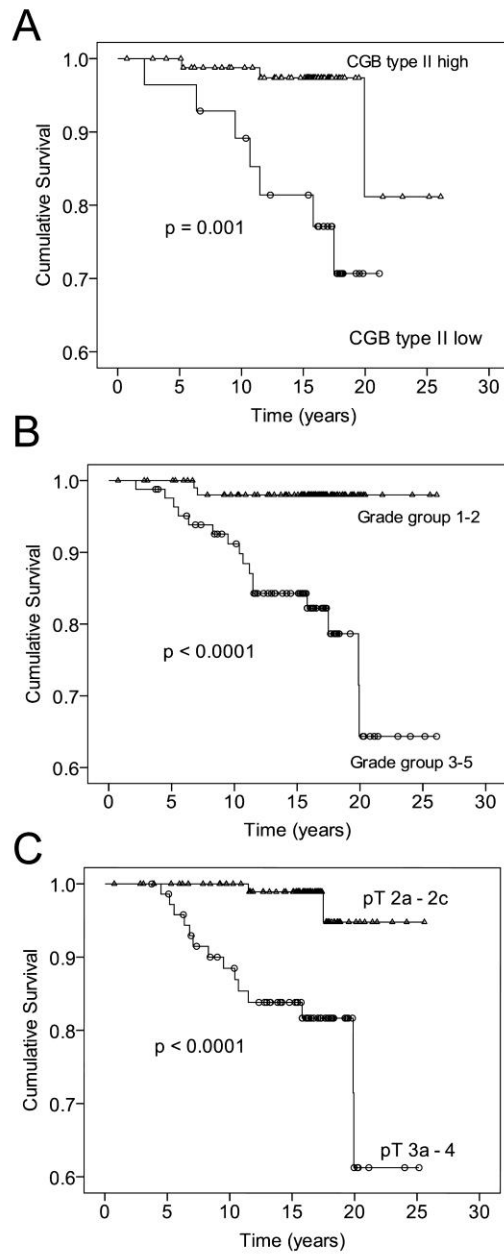 A
1.0
0.9
0.8
0.7
0.6
Cumulative Survival
CGB type II high
p = 0.001
CGB type II low
0 5 10 15 20 25 30
Time (years)
B
1.0
0.9
0.8
0.7
0.6
Cumulative Survival
Grade group 1-2
p < 0.0001
Grade group 3-5
0 5 10 15 20 25 30
Time (years)
C
1.0
0.9
0.8
0.7
0.6
Cumulative Survival
pT 2a - 2c
p < 0.0001
pT 3a - 4
0 5 10 15 20 25 30
Time (years)